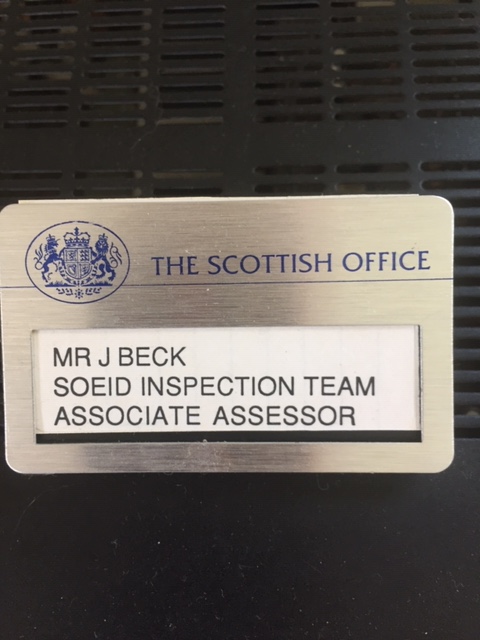 THE SCOTTISH OFFICE
MR J BECK
SOEID INSPECTION TEAM
ASSOCIATE ASSESSOR